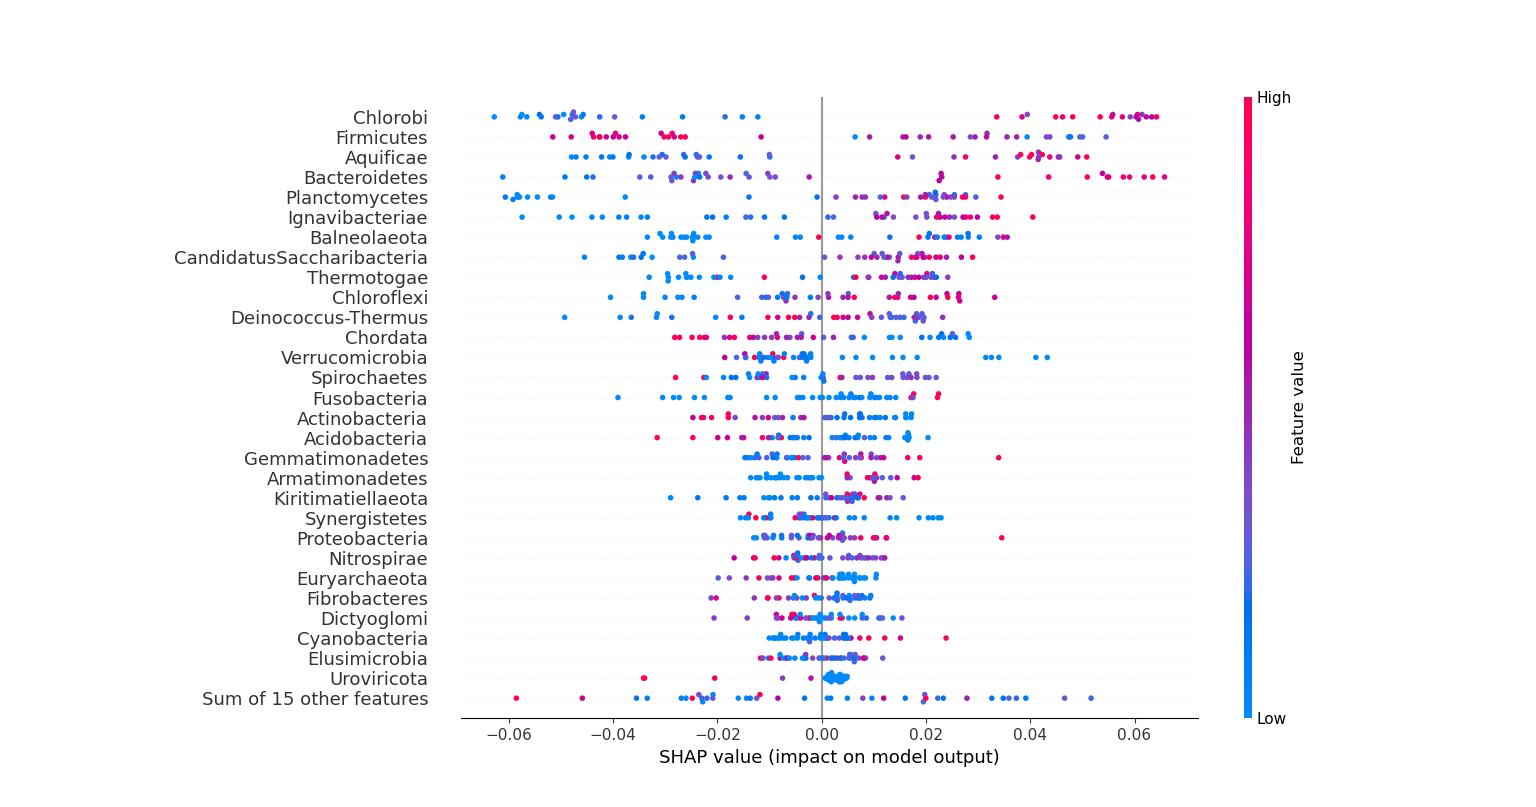 High
Chlorobi
Firmicutes
Aquificae
Bacteroidetes
Planctomycetes
Ignavibacteriae
Balneolaeota
CandidatusSaccharibacteria
Thermotogae
Chloroflexi
Deinococcus-Thermus
Chordata
Verrucomicrobia
Spirochaetes
Fusobacteria
Actinobacteria
Acidobacteria
Gemmatimonadetes
Armatimonadetes
Kiritimatiellaeota
Synergistetes
Proteobacteria
Nitrospirae
Euryarchaeota
Fibrobacteres
Dictyoglomi
Cyanobacteria
Elusimicrobia
Uroviricota
Sum of 15 other features
Feature value
Low
−0.06 −0.04 −0.02 0.00 0.02 0.04 0.06
SHAP value (impact on model output)